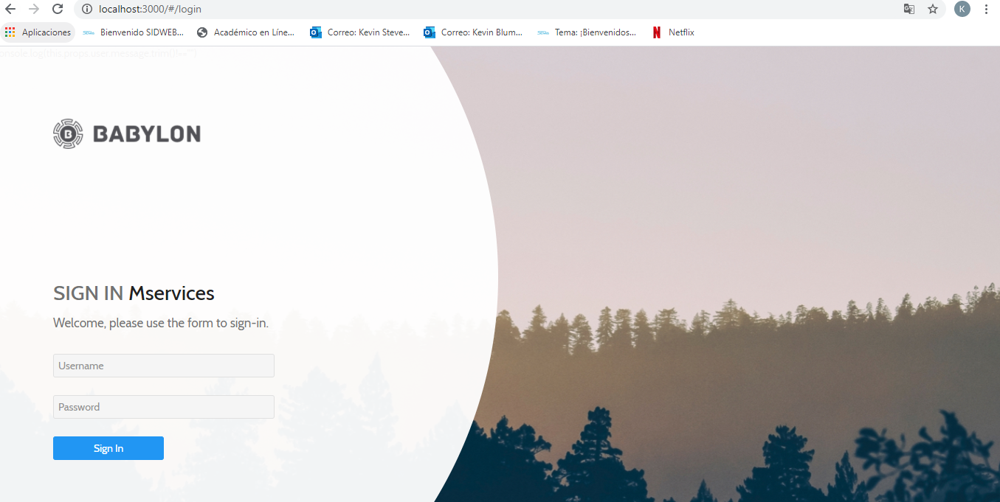 localhost:3000/#/login
K
Aplicaciones
Bienvenido SIDWEB...
Académico en Líne...
Correo: Kevin Steve...
Correo: Kevin Blum...
Tema: ¡Bienvenidos...
Netflix
onsole.log(this.props.user.message.trim()!=="")
B BABYLON
SIGN IN Mservices
Welcome, please use the form to sign-in.
Username
Password
Sign In